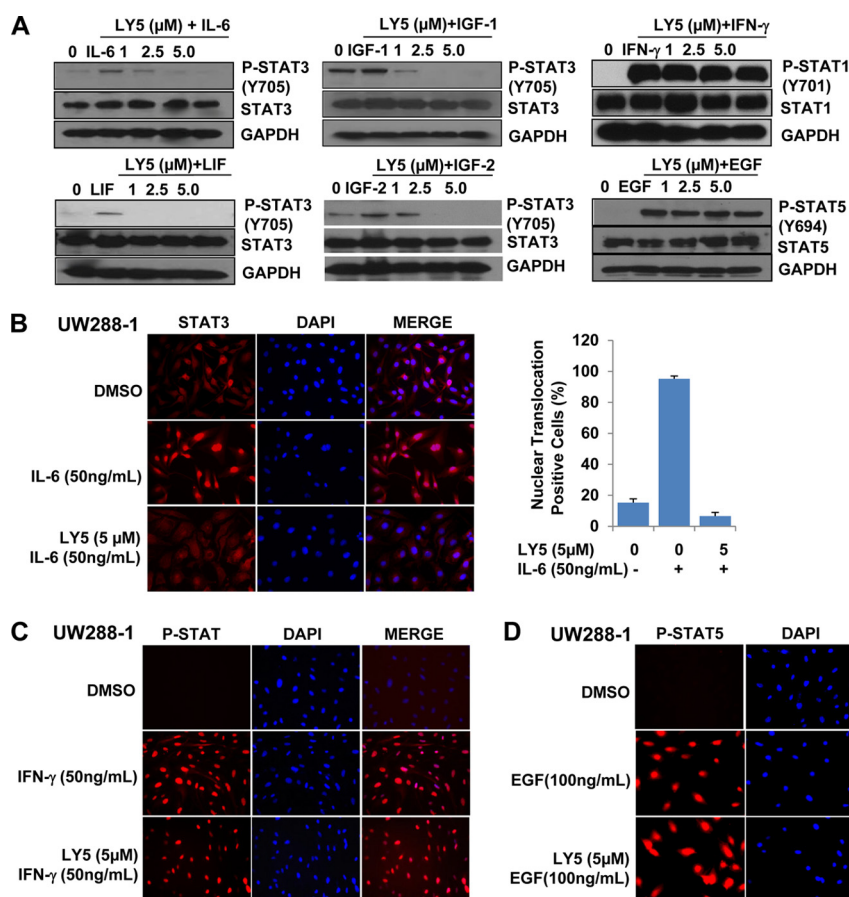 A
LY5 (µM) + IL-6
0 IL-6 1 2.5 5.0
P-STAT3
(Y705)
STAT3
GAPDH
LY5 (µM)+IGF-1
0 IGF-1 1 2.5 5.0
P-STAT3
(Y705)
STAT3
GAPDH
LY5 (µM)+IFN-γ
0 IFN-γ 1 2.5 5.0
P-STAT1
(Y701)
STAT1
GAPDH
LY5 (µM)+LIF
0 LIF 1 2.5 5.0
P-STAT3
(Y705)
STAT3
GAPDH
LY5 (µM)+IGF-2
0 IGF-2 1 2.5 5.0
P-STAT3
(Y705)
STAT3
GAPDH
LY5 (µM)+EGF
0 EGF 1 2.5 5.0
P-STAT5
(Y694)
STAT5
GAPDH
B
UW288-1
STAT3 DAPI MERGE
DMSO
IL-6 (50ng/mL)
LY5 (5 µM)
IL-6 (50ng/mL)
Nuclear Translocation
Positive Cells (%)
120
100
80
60
40
20
0
LY5 (5µM) 0 0 5
IL-6 (50ng/mL) - + +
C
UW288-1
P-STAT DAPI MERGE
DMSO
IFN-γ (50ng/mL)
LY5 (5µM)
IFN-γ (50ng/mL)
D
UW288-1
P-STAT5 DAPI
DMSO
EGF(100ng/mL)
LY5 (5µM)
EGF(100ng/mL)